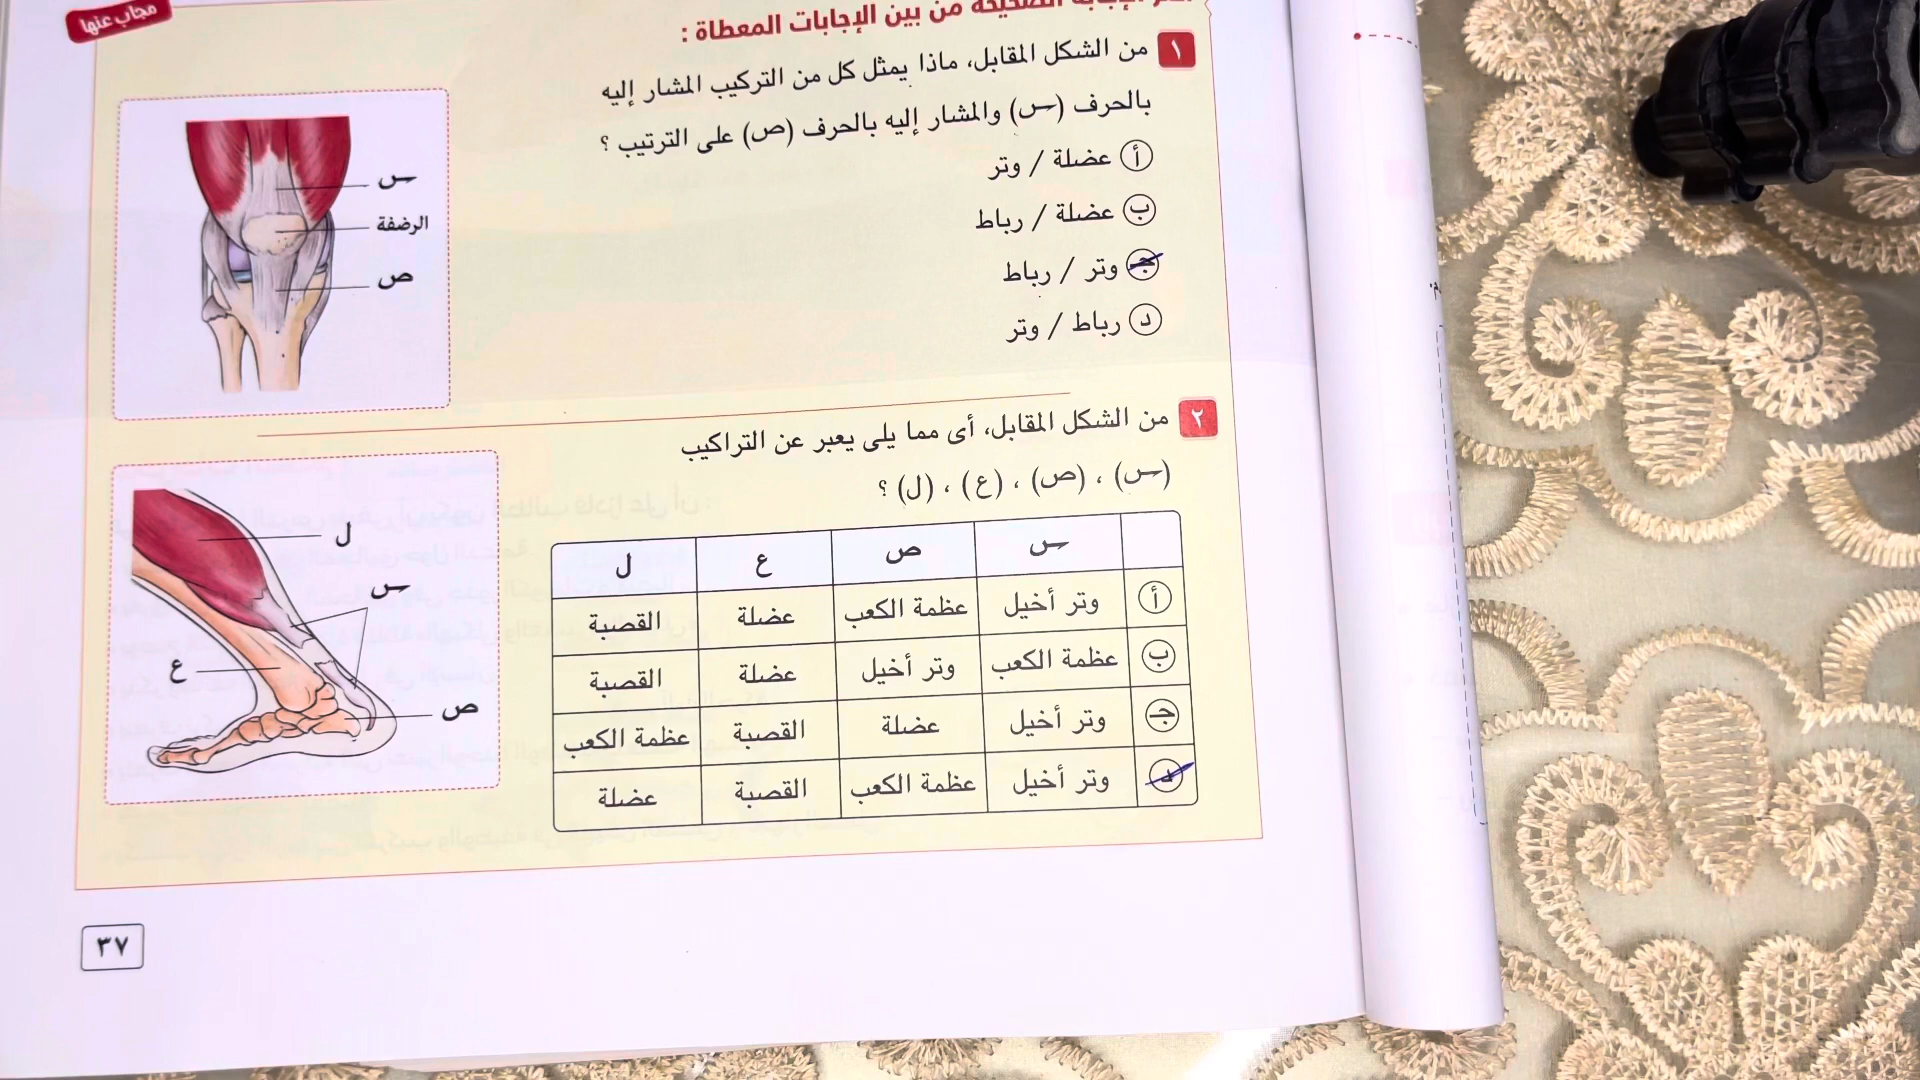 مجاب عنها
من بين الإجابات المعطاة :
١ من الشكل المقابل، ماذا يمثل كل من التركيب المشار إليه
بالحرف (س) والمشار إليه بالحرف (ص) على الترتيب ؟
أ عضلة / وتر
ب عضلة / رباط
جـ وتر / رباط
د رباط / وتر
س
الرضفة
ص
٢ من الشكل المقابل، أى مما يلى يعبر عن التراكيب
(س) ، (ص) ، (ع) ، (ل) ؟
س ص ع ل
أ وتر أخيل عظمة الكعب عضلة القصبة
ب عظمة الكعب وتر أخيل عضلة القصبة
جـ وتر أخيل عضلة القصبة عظمة الكعب
د وتر أخيل عظمة الكعب القصبة عضلة
ل
س
ع
ص
٣٧